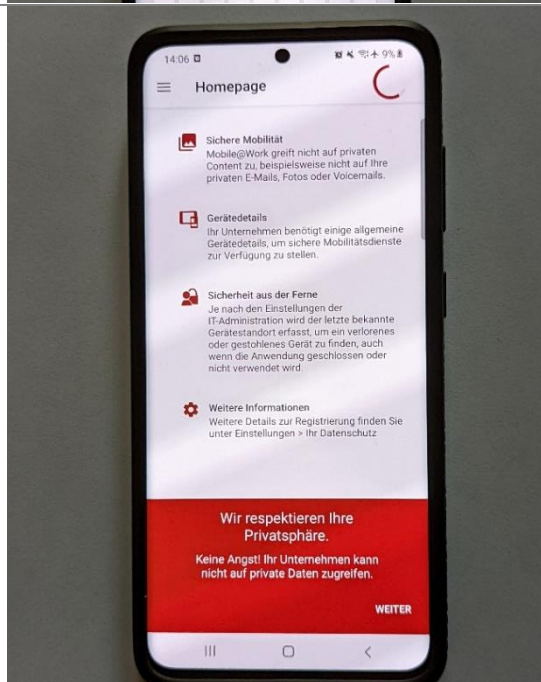 14:06
9%
Homepage
Sichere Mobilität
Mobile@Work greift nicht auf privaten
Content zu, beispielsweise nicht auf Ihre
privaten E-Mails, Fotos oder Voicemails.
Gerätedetails
Ihr Unternehmen benötigt einige allgemeine
Gerätedetails, um sichere Mobilitätsdienste
zur Verfügung zu stellen.
Sicherheit aus der Ferne
Je nach den Einstellungen der
IT-Administration wird der letzte bekannte
Gerätestandort erfasst, um ein verlorenes
oder gestohlenes Gerät zu finden, auch
wenn die Anwendung geschlossen oder
nicht verwendet wird.
Weitere Informationen
Weitere Details zur Registrierung finden Sie
unter Einstellungen > Ihr Datenschutz
Wir respektieren Ihre
Privatsphäre.
Keine Angst! Ihr Unternehmen kann
nicht auf private Daten zugreifen.
WEITER